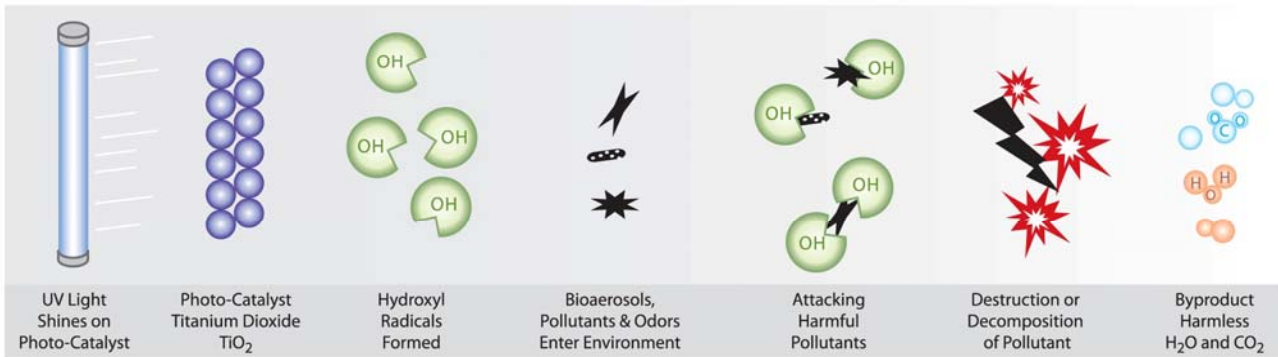 OH
OH
OH
OH
OH
OH
OH
OH
O C O
H H
O
UV Light
Shines on
Photo-Catalyst
Photo-Catalyst
Titanium Dioxide
TiO₂
Hydroxyl
Radicals
Formed
Bioaerosols,
Pollutants & Odors
Enter Environment
Attacking
Harmful
Pollutants
Destruction or
Decomposition
of Pollutant
Byproduct
Harmless
H₂O and CO₂